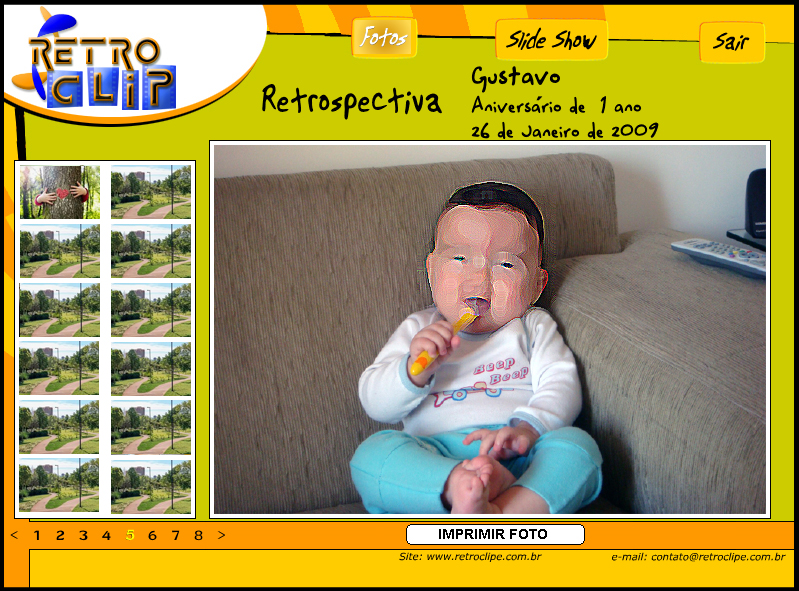 RETRO
CLIP
Fotos
Slide Show
Sair
Retrospectiva
Gustavo
Aniversário de 1 ano
26 de Janeiro de 2009
Beep
Beep
< 1 2 3 4 5 6 7 8 >
IMPRIMIR FOTO
Site: www.retroclipe.com.br
e-mail: contato@retroclipe.com.br